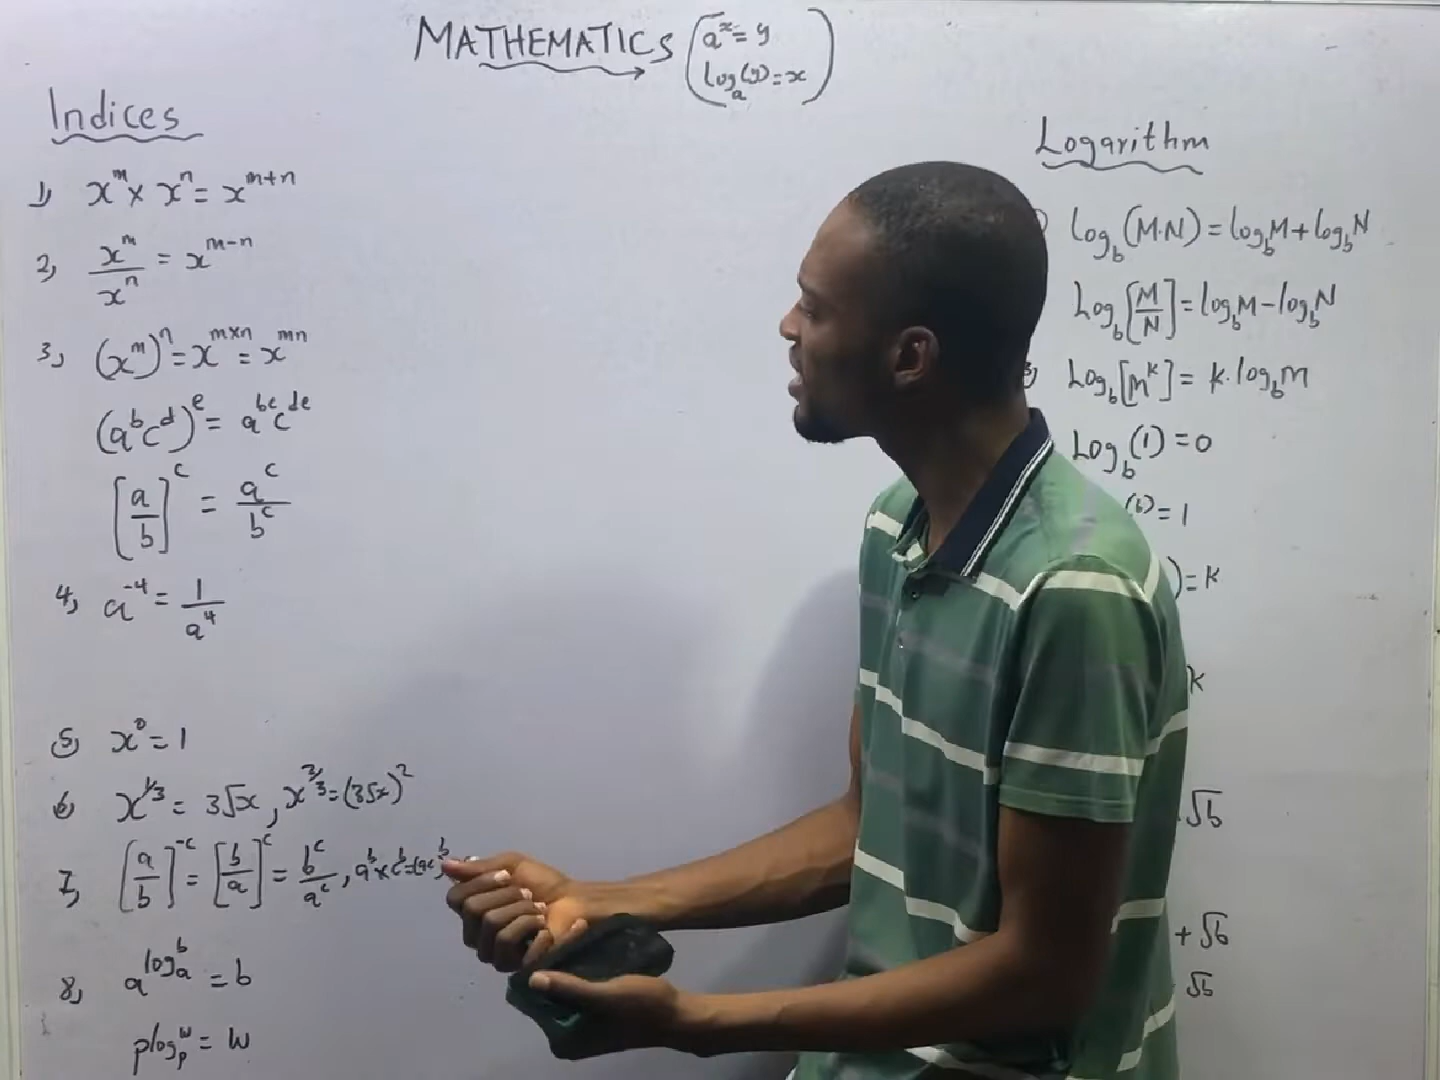 MATHEMATICS (a^x = y
log_a(y) = x)
Indices
1) x^m × x^n = x^{m+n}
2) x^m/x^n = x^{m-n}
3) (x^m)^n = x^{m×n} = x^{mn}
(a^b c^d)^e = a^{be} c^{de}
[a/b]^c = a^c/b^c
4) a^{-4} = 1/a^4
5) x^0 = 1
6) x^{1/3} = 3√x, x^{2/3} = (3√x)^2
7) [a/b]^{-c} = [b/a]^c = b^c/a^c, a^b × c^b = (ac)^b
8) a^{log_a^b} = b
plog_p^w = w
Logarithm
) log_b(M·N) = log_b M + log_b N
Log_b[M/N] = log_b M - log_b N
3) Log_b[M^k] = k·log_b M
Log_b(1) = 0
(b) = 1
) = k
k
√b
+ √b
√b